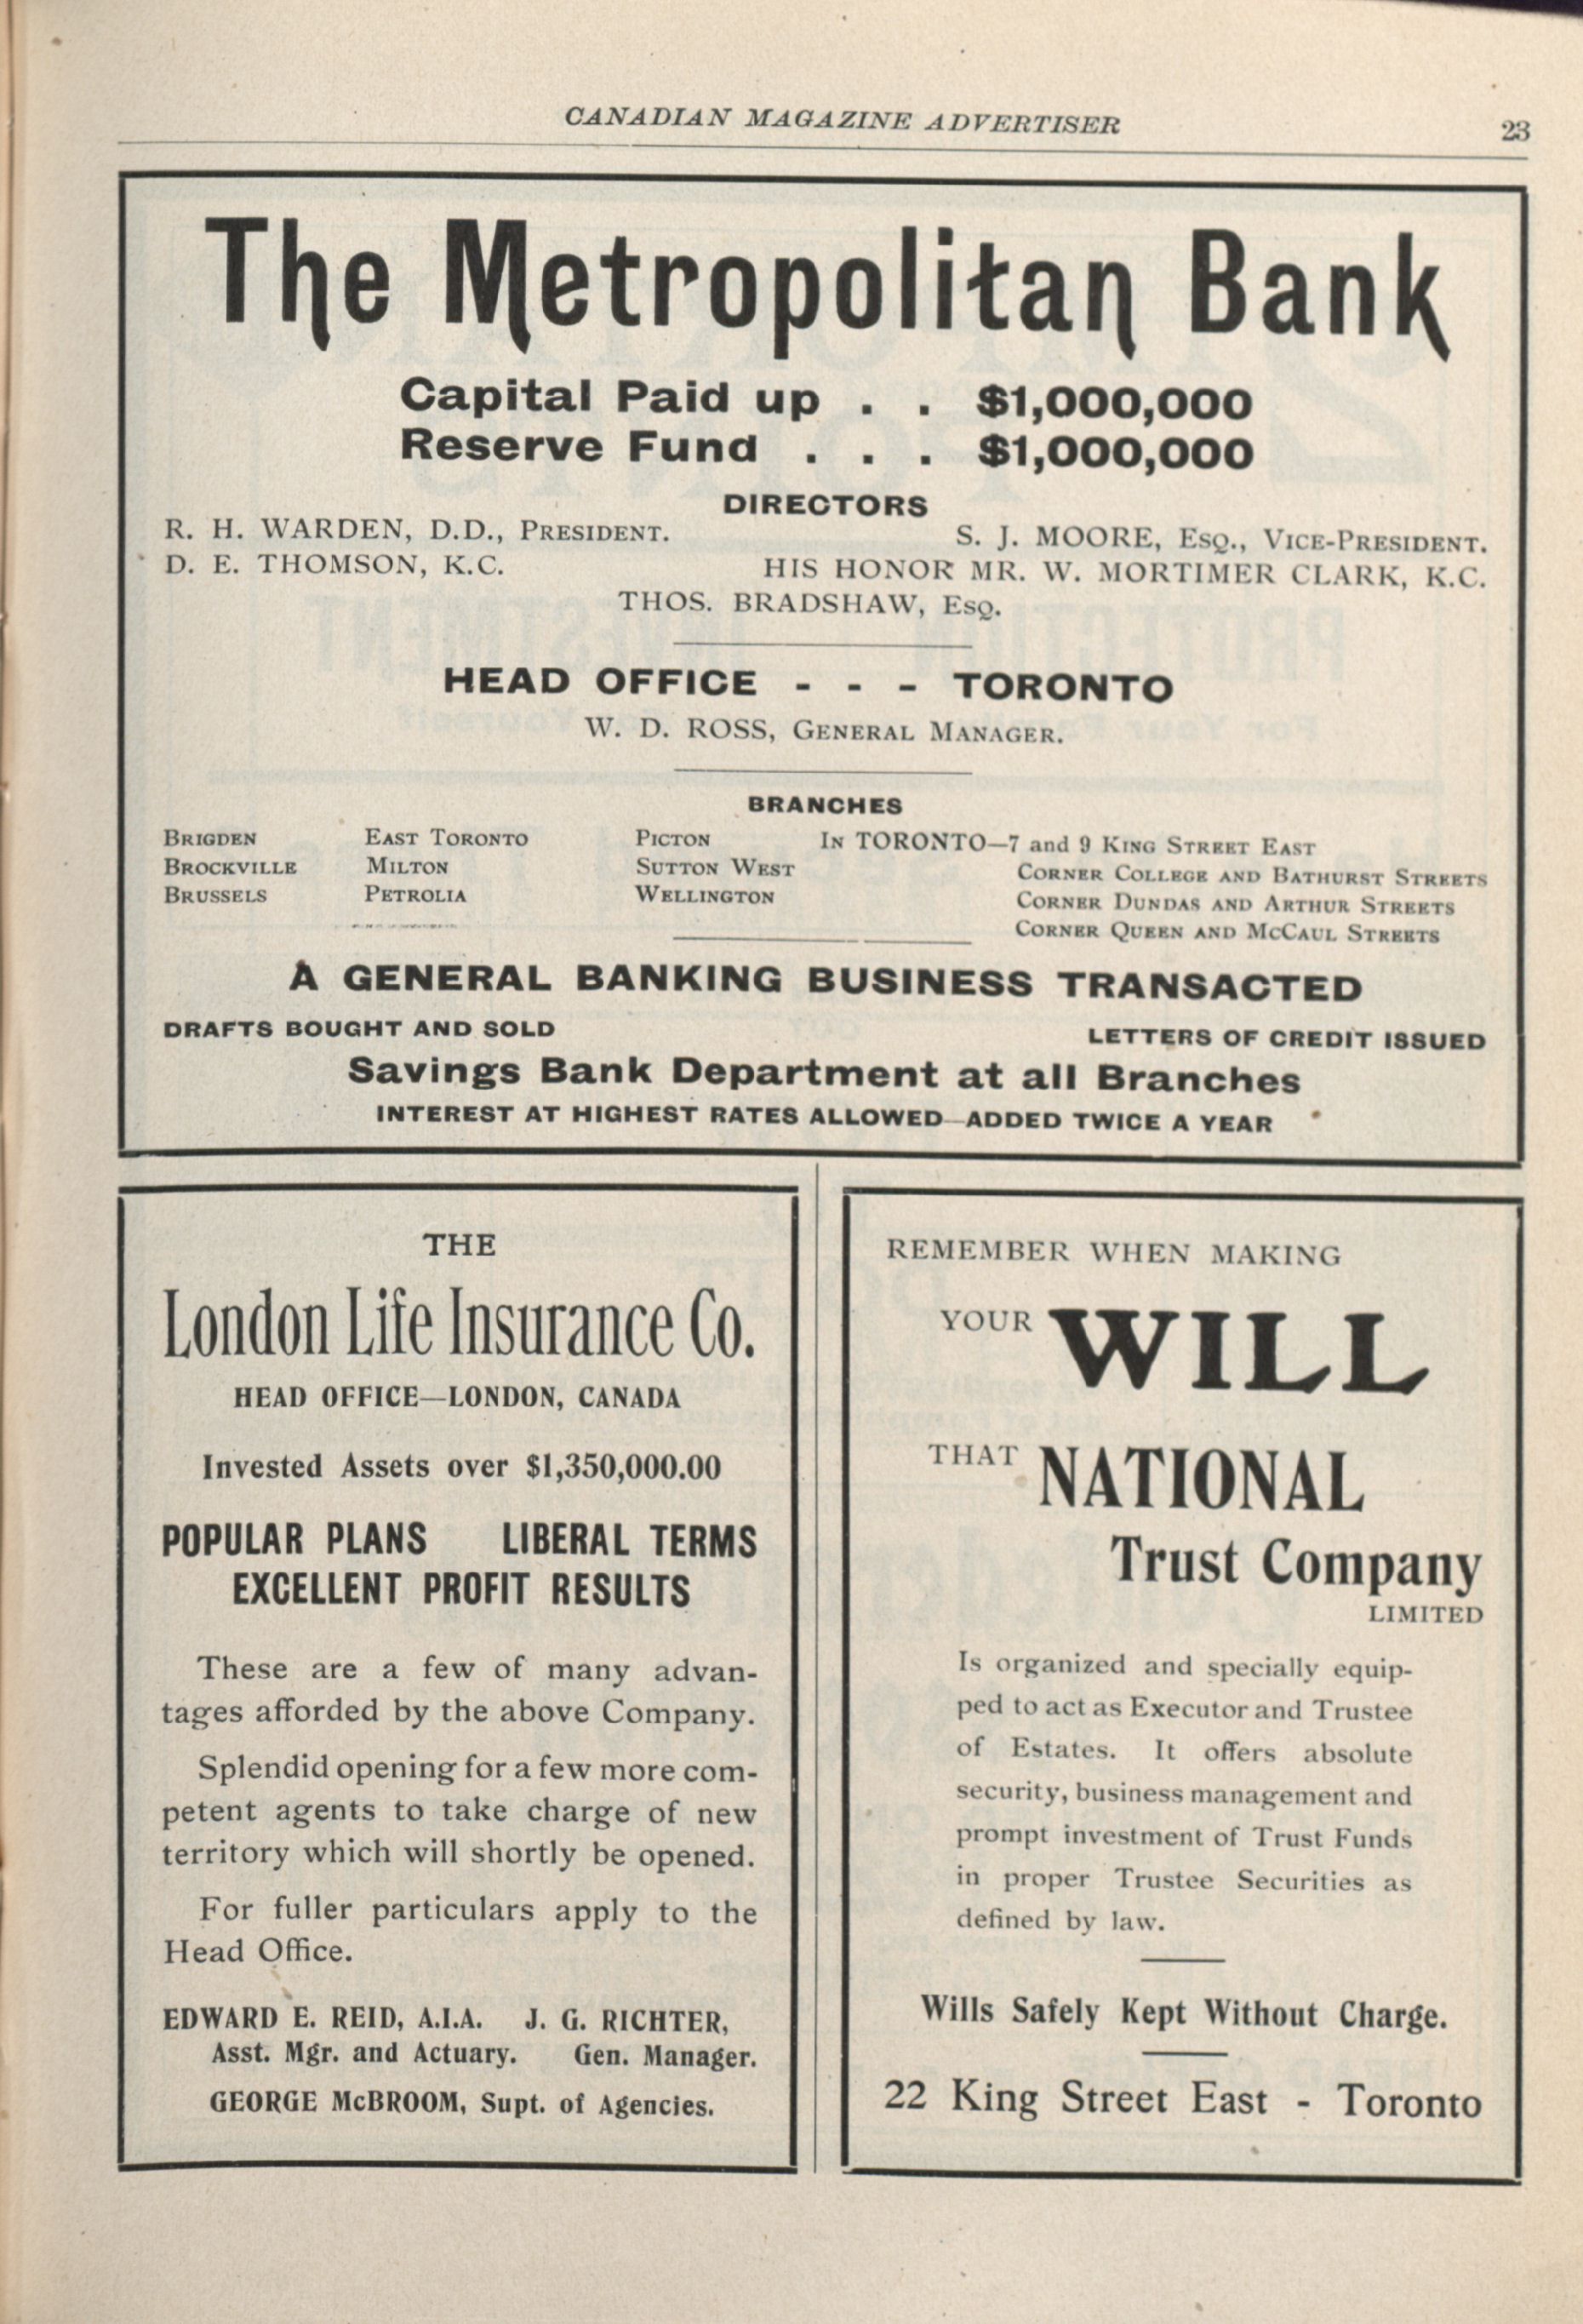 CANADIAN MAGAZINE ADVERTISER 23
The Metropolitan Bank
Capital Paid up . . $1,000,000
Reserve Fund . . . $1,000,000
DIRECTORS
R. H. WARDEN, D.D., PRESIDENT. S. J. MOORE, ESQ., VICE-PRESIDENT.
D. E. THOMSON, K.C. HIS HONOR MR. W. MORTIMER CLARK, K.C.
THOS. BRADSHAW, ESQ.
HEAD OFFICE - - - TORONTO
W. D. ROSS, GENERAL MANAGER.
BRANCHES
BRIGDEN EAST TORONTO PICTON IN TORONTO—7 and 9 KING STREET EAST
BROCKVILLE MILTON SUTTON WEST CORNER COLLEGE AND BATHURST STREETS
BRUSSELS PETROLIA WELLINGTON CORNER DUNDAS AND ARTHUR STREETS
CORNER QUEEN AND MCCAUL STREETS
A GENERAL BANKING BUSINESS TRANSACTED
DRAFTS BOUGHT AND SOLD LETTERS OF CREDIT ISSUED
Savings Bank Department at all Branches
INTEREST AT HIGHEST RATES ALLOWED—ADDED TWICE A YEAR
THE
London Life Insurance Co.
HEAD OFFICE—LONDON, CANADA
Invested Assets over $1,350,000.00
POPULAR PLANS LIBERAL TERMS
EXCELLENT PROFIT RESULTS
These are a few of many advan-
tages afforded by the above Company.
Splendid opening for a few more com-
petent agents to take charge of new
territory which will shortly be opened.
For fuller particulars apply to the
Head Office.
EDWARD E. REID, A.I.A. J. G. RICHTER,
Asst. Mgr. and Actuary. Gen. Manager.
GEORGE McBROOM, Supt. of Agencies.
REMEMBER WHEN MAKING
YOUR WILL
THAT NATIONAL
Trust Company
LIMITED
Is organized and specially equip-
ped to act as Executor and Trustee
of Estates. It offers absolute
security, business management and
prompt investment of Trust Funds
in proper Trustee Securities as
defined by law.
Wills Safely Kept Without Charge.
22 King Street East - Toronto